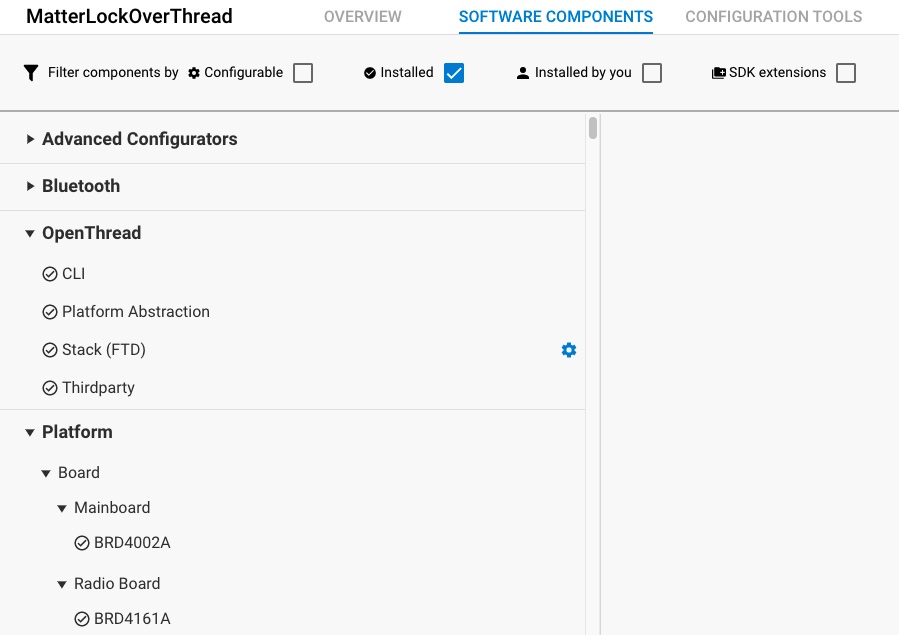 MatterLockOverThread OVERVIEW SOFTWARE COMPONENTS CONFIGURATION TOOLS
Filter components by Configurable Installed Installed by you SDK extensions
Advanced Configurators
Bluetooth
OpenThread
CLI
Platform Abstraction
Stack (FTD)
Thirdparty
Platform
Board
Mainboard
BRD4002A
Radio Board
BRD4161A